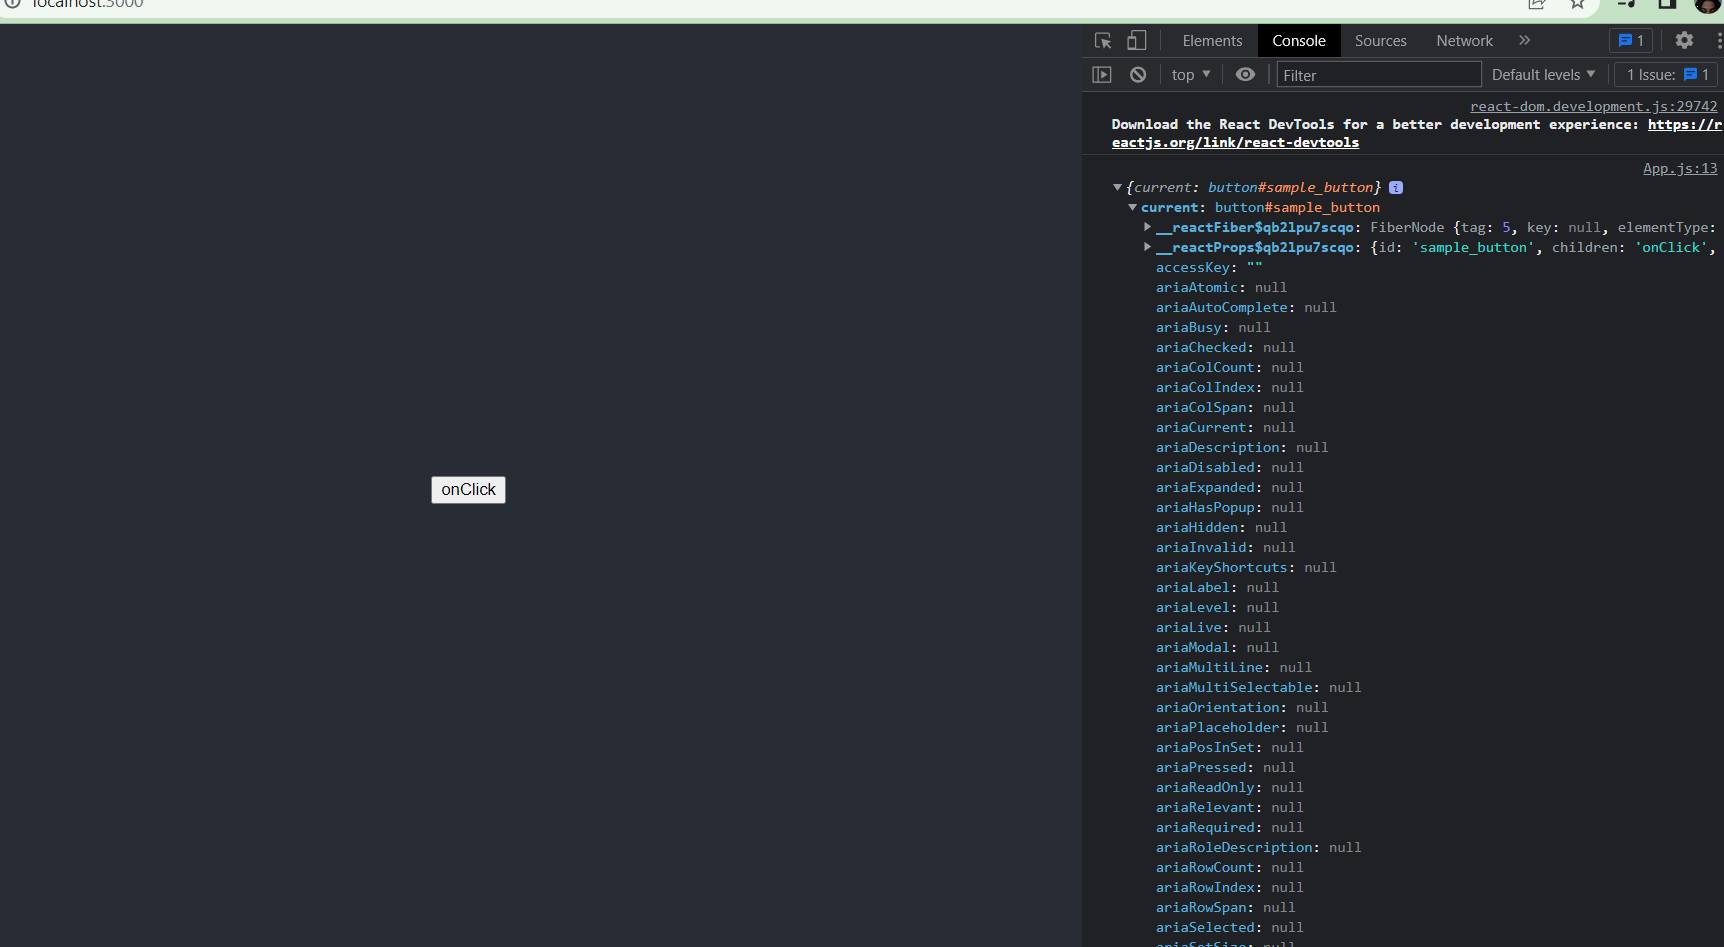 localhost:3000
Elements Console Sources Network » 1
top Filter Default levels 1 Issue: 1
react-dom.development.js:29742
Download the React DevTools for a better development experience: https://r
eactjs.org/link/react-devtools
App.js:13
{current: button#sample_button} i
current: button#sample_button
__reactFiber$qb2lpu7scqo: FiberNode {tag: 5, key: null, elementType:
__reactProps$qb2lpu7scqo: {id: 'sample_button', children: 'onClick',
accessKey: ""
ariaAtomic: null
ariaAutoComplete: null
ariaBusy: null
ariaChecked: null
ariaColCount: null
ariaColIndex: null
ariaColSpan: null
ariaCurrent: null
ariaDescription: null
ariaDisabled: null
ariaExpanded: null
ariaHasPopup: null
ariaHidden: null
ariaInvalid: null
ariaKeyShortcuts: null
ariaLabel: null
ariaLevel: null
ariaLive: null
ariaModal: null
ariaMultiLine: null
ariaMultiSelectable: null
ariaOrientation: null
ariaPlaceholder: null
ariaPosInSet: null
ariaPressed: null
ariaReadOnly: null
ariaRelevant: null
ariaRequired: null
ariaRoleDescription: null
ariaRowCount: null
ariaRowIndex: null
ariaRowSpan: null
ariaSelected: null
ariaSetSize: null
onClick